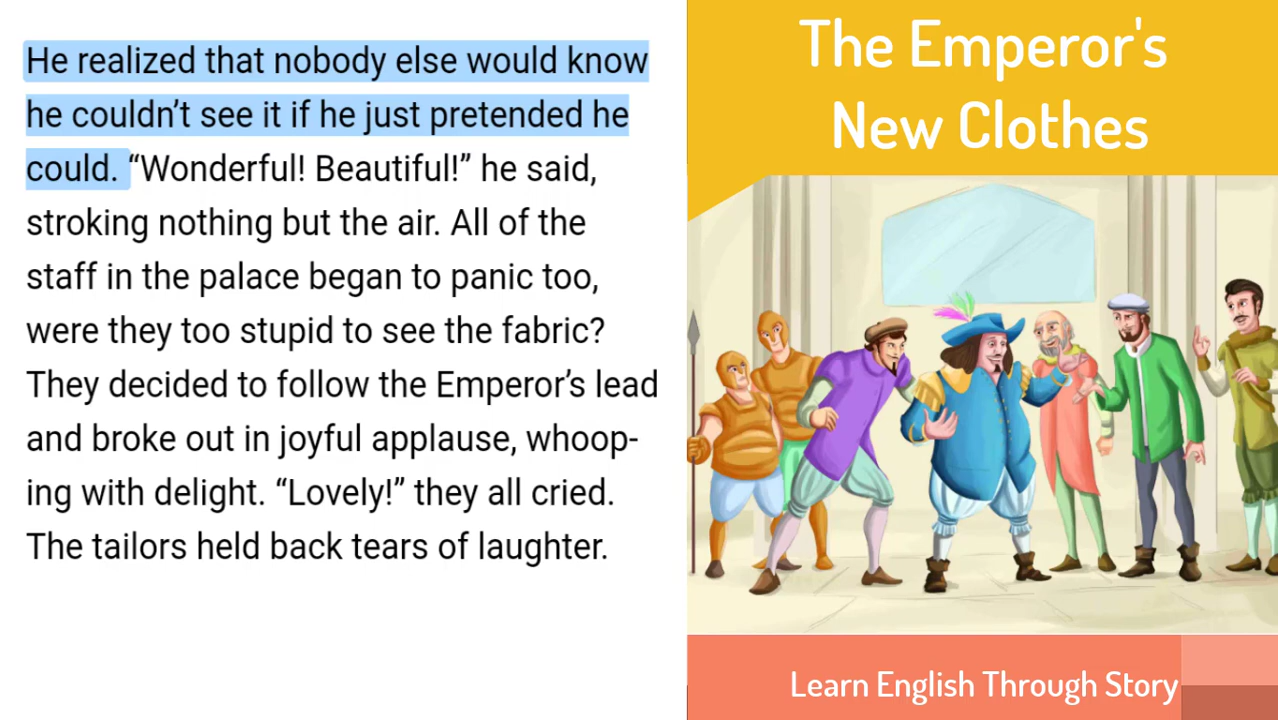 He realized that nobody else would know
he couldn’t see it if he just pretended he
could. “Wonderful! Beautiful!” he said,
stroking nothing but the air. All of the
staff in the palace began to panic too,
were they too stupid to see the fabric?
They decided to follow the Emperor’s lead
and broke out in joyful applause, whoop-
ing with delight. “Lovely!” they all cried.
The tailors held back tears of laughter.
The Emperor's
New Clothes
Learn English Through Story